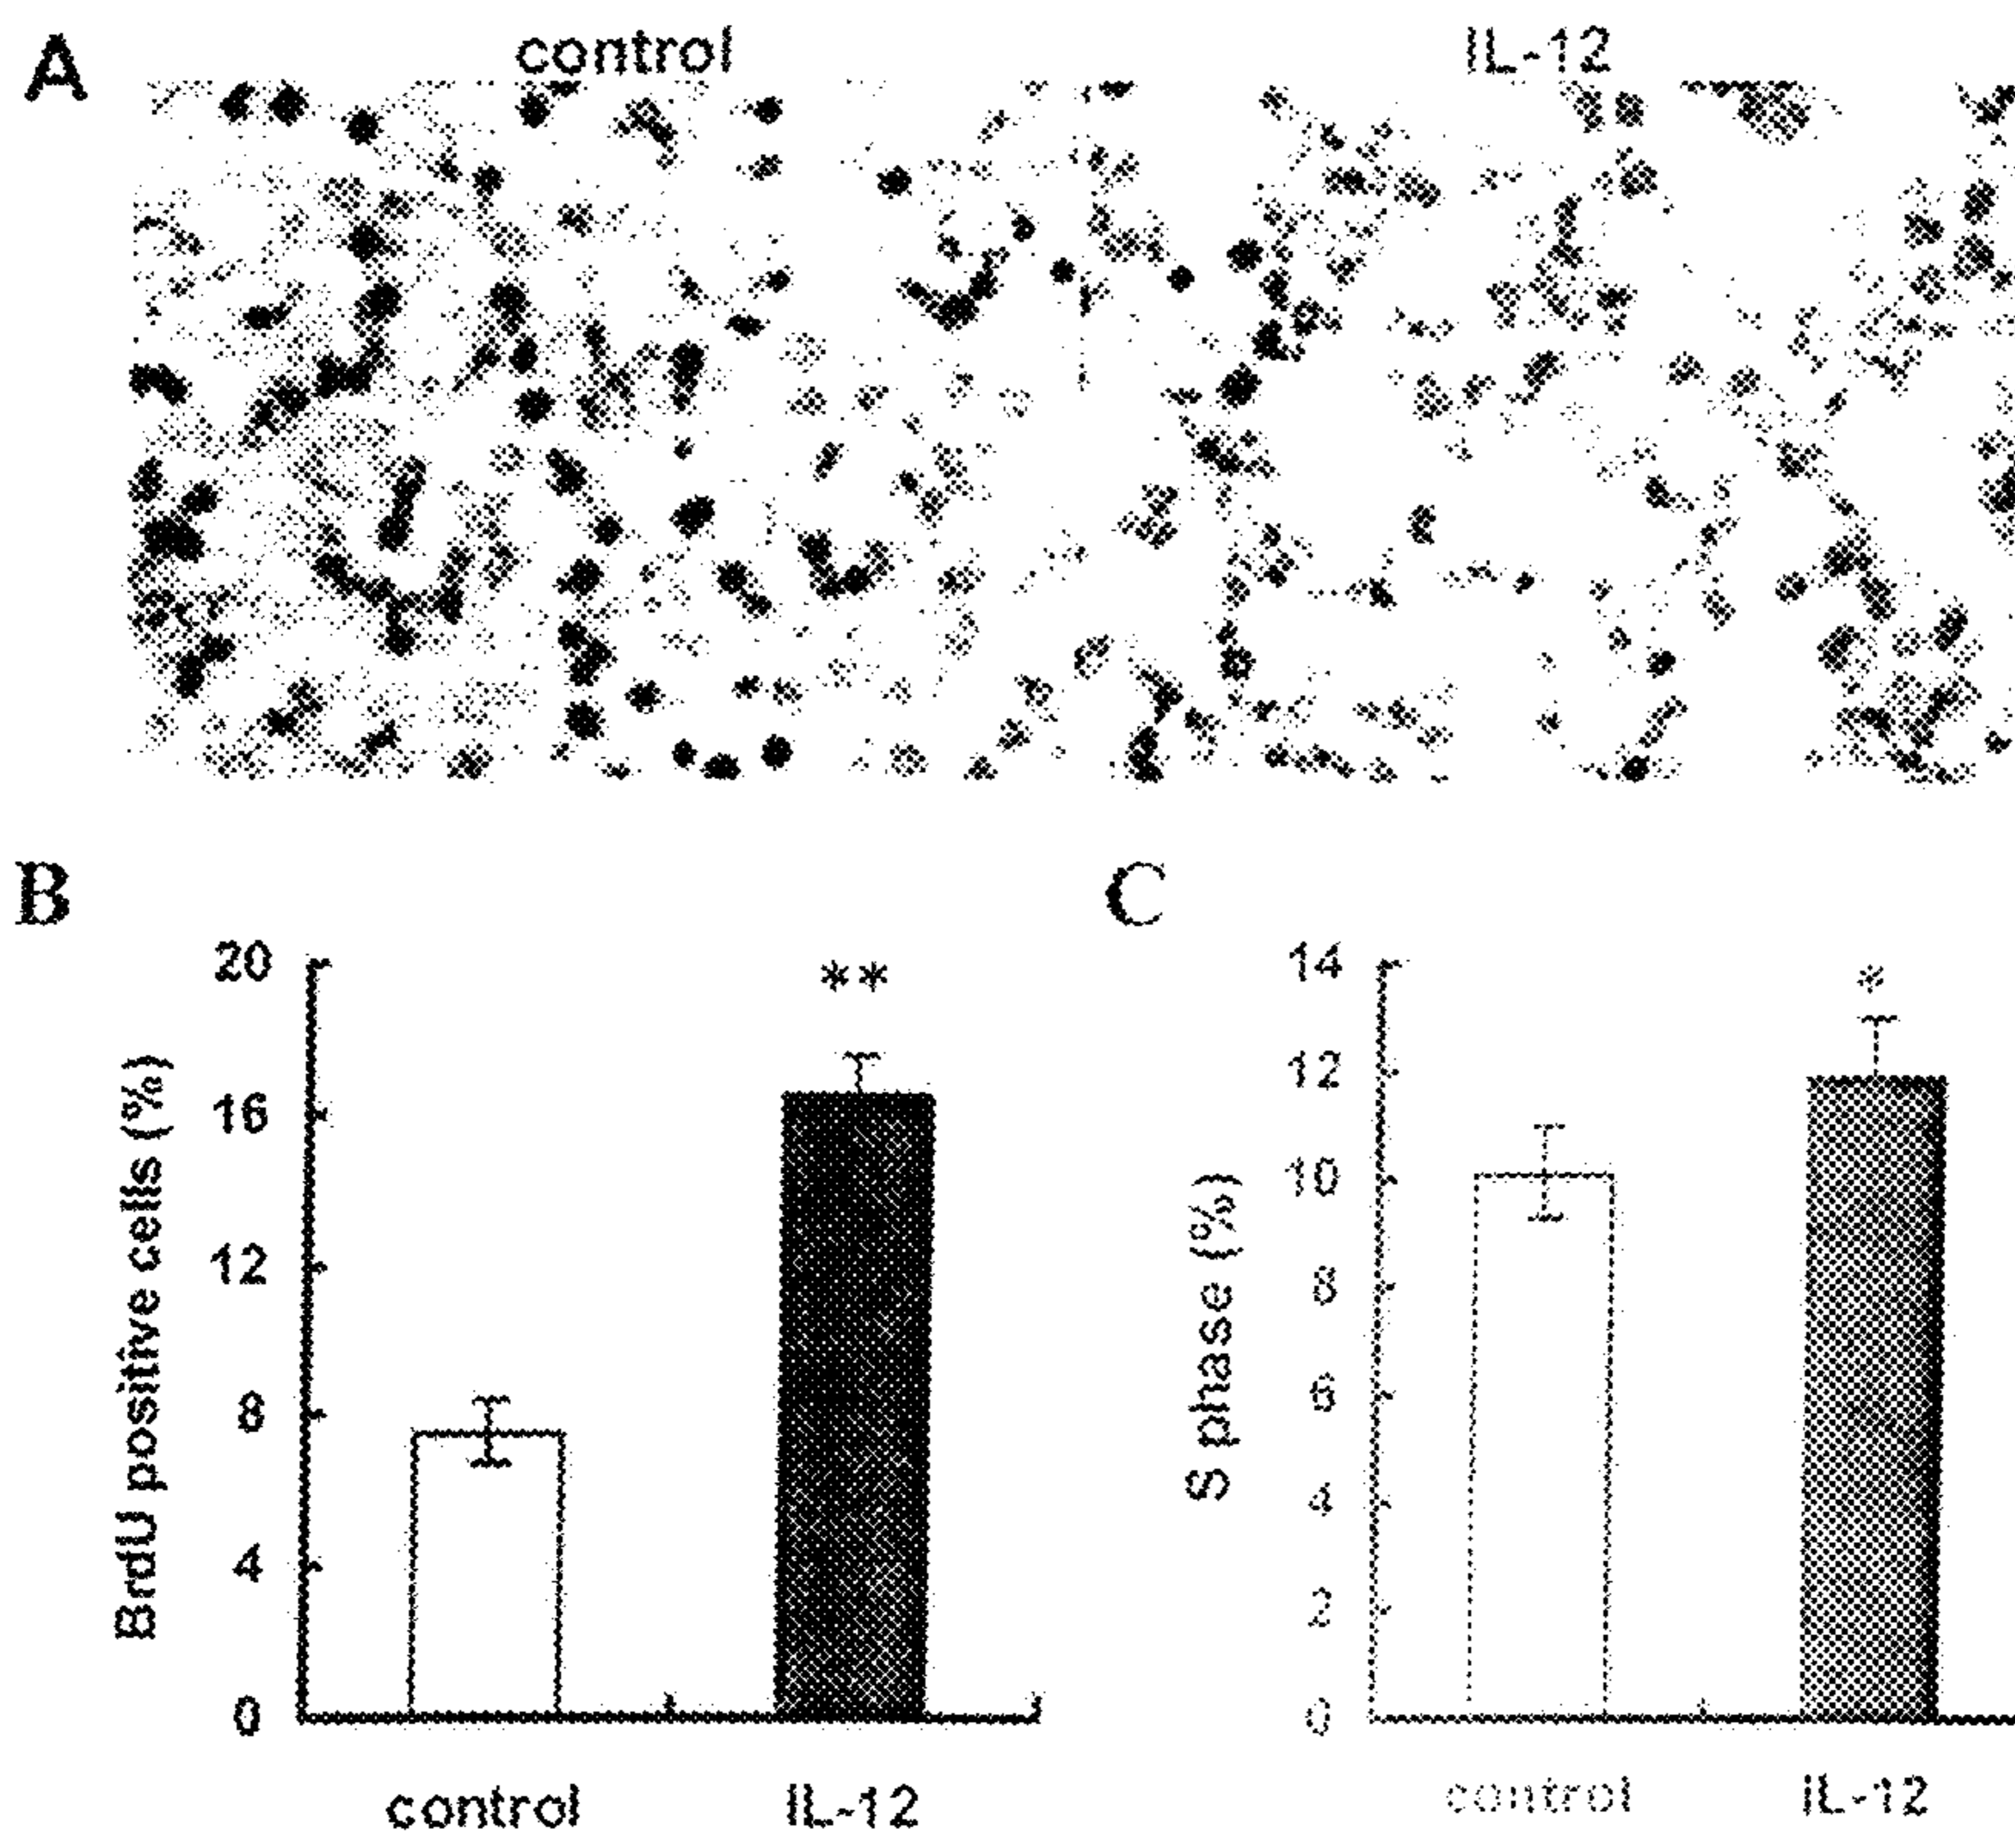 A
control
IL-12
B
20
16
12
8
4
0
BrdU positive cells (%)
**
control
IL-12
C
14
12
10
8
6
4
2
0
S phase (%)
*
control
IL-12